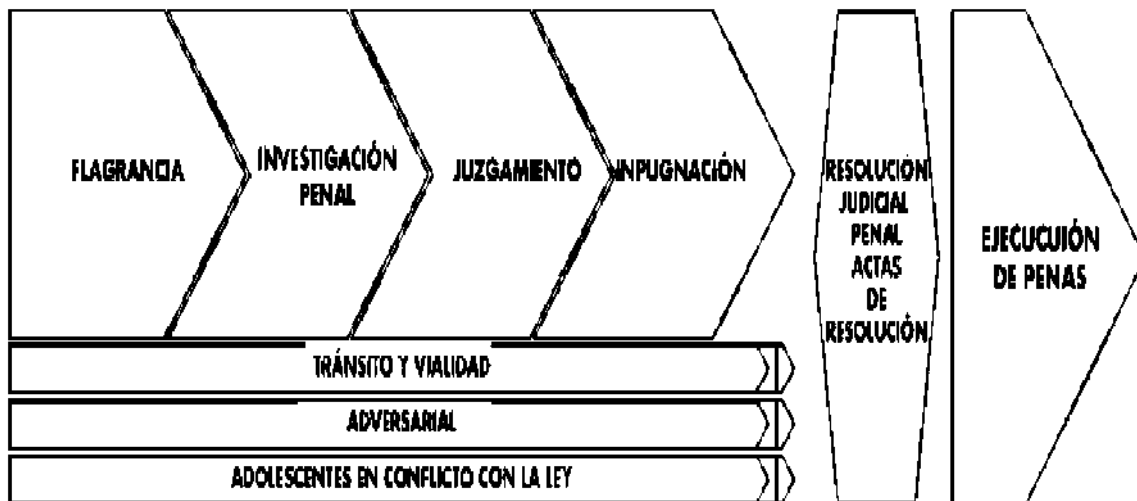 FLAGRANCIA
INVESTIGACIÓN
PENAL
JUZGAMIENTO
INPUGNACIÓN
RESOLUCIÓN
JUDICIAL
PENAL
ACTAS
DE
RESOLUCIÓN
EJECUCUIÓN
DE PENAS
TRÁNSITO Y VIALIDAD
ADVERSARIAL
ADOLESCENTES EN CONFLICTO CON LA LEY